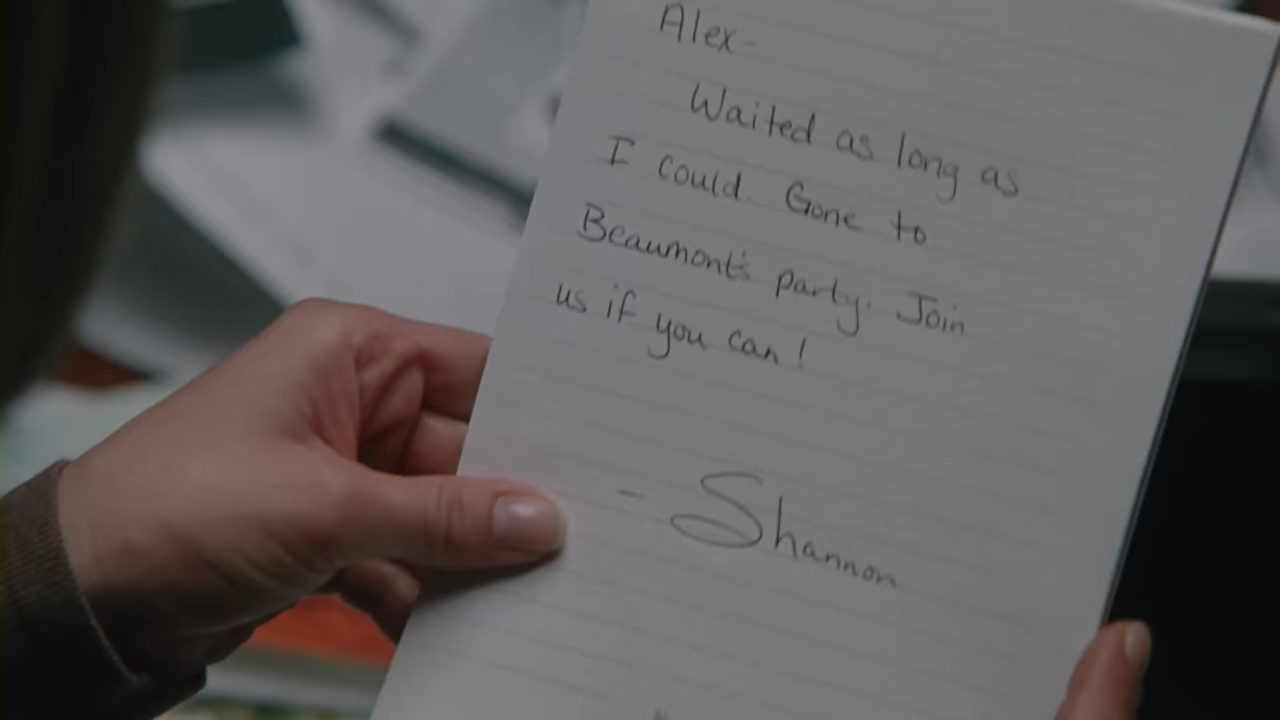 Alex-
Waited as long as
I could. Gone to
Beaumont's party. Join
us if you can!
- Shannon